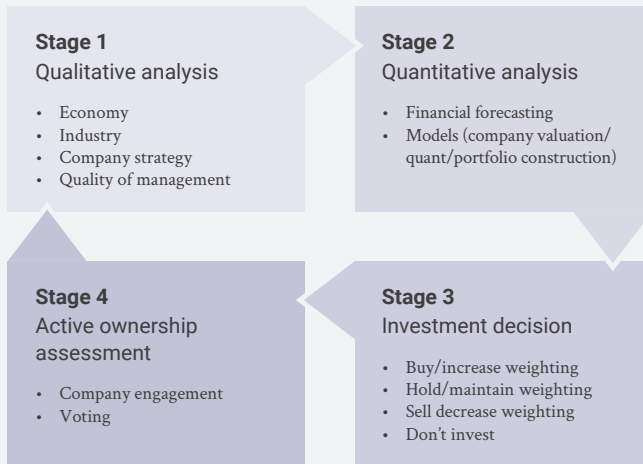 Stage 1
Qualitative analysis
• Economy
• Industry
• Company strategy
• Quality of management
Stage 2
Quantitative analysis
• Financial forecasting
• Models (company valuation/
quant/portfolio construction)
Stage 3
Investment decision
• Buy/increase weighting
• Hold/maintain weighting
• Sell decrease weighting
• Don’t invest
Stage 4
Active ownership
assessment
• Company engagement
• Voting